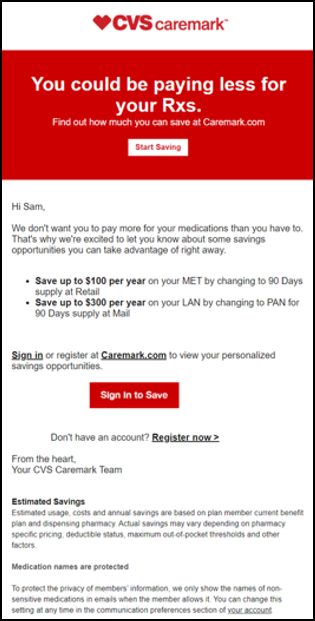 CVS caremark™
You could be paying less for
your Rxs.
Find out how much you can save at Caremark.com
Start Saving
Hi Sam,
We don't want you to pay more for your medications than you have to.
That's why we're excited to let you know about some savings
opportunities you can take advantage of right away.
• Save up to $100 per year on your MET by changing to 90 Days
supply at Retail
• Save up to $300 per year on your LAN by changing to PAN for
90 Days supply at Mail
Sign in or register at Caremark.com to view your personalized
savings opportunities.
Sign In to Save
Don't have an account? Register now >
From the heart,
Your CVS Caremark Team
Estimated Savings
Estimated usage, costs and annual savings are based on plan member current benefit
plan and dispensing pharmacy. Actual savings may vary depending on pharmacy
specific pricing, deductible status, maximum out-of-pocket thresholds and other
factors.
Medication names are protected
To protect the privacy of members' information, we only show the names of non-
sensitive medications in emails when the member allows it. You can change this
setting at any time in the communication preferences section of your account.